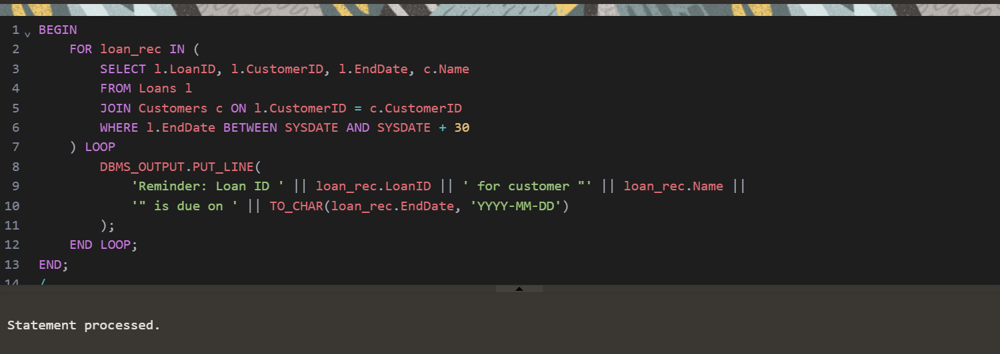 1 BEGIN
2 FOR loan_rec IN (
3 SELECT l.LoanID, l.CustomerID, l.EndDate, c.Name
4 FROM Loans l
5 JOIN Customers c ON l.CustomerID = c.CustomerID
6 WHERE l.EndDate BETWEEN SYSDATE AND SYSDATE + 30
7 ) LOOP
8 DBMS_OUTPUT.PUT_LINE(
9 'Reminder: Loan ID ' || loan_rec.LoanID || ' for customer "' || loan_rec.Name ||
10 '" is due on ' || TO_CHAR(loan_rec.EndDate, 'YYYY-MM-DD')
11 );
12 END LOOP;
13 END;
14 /
Statement processed.